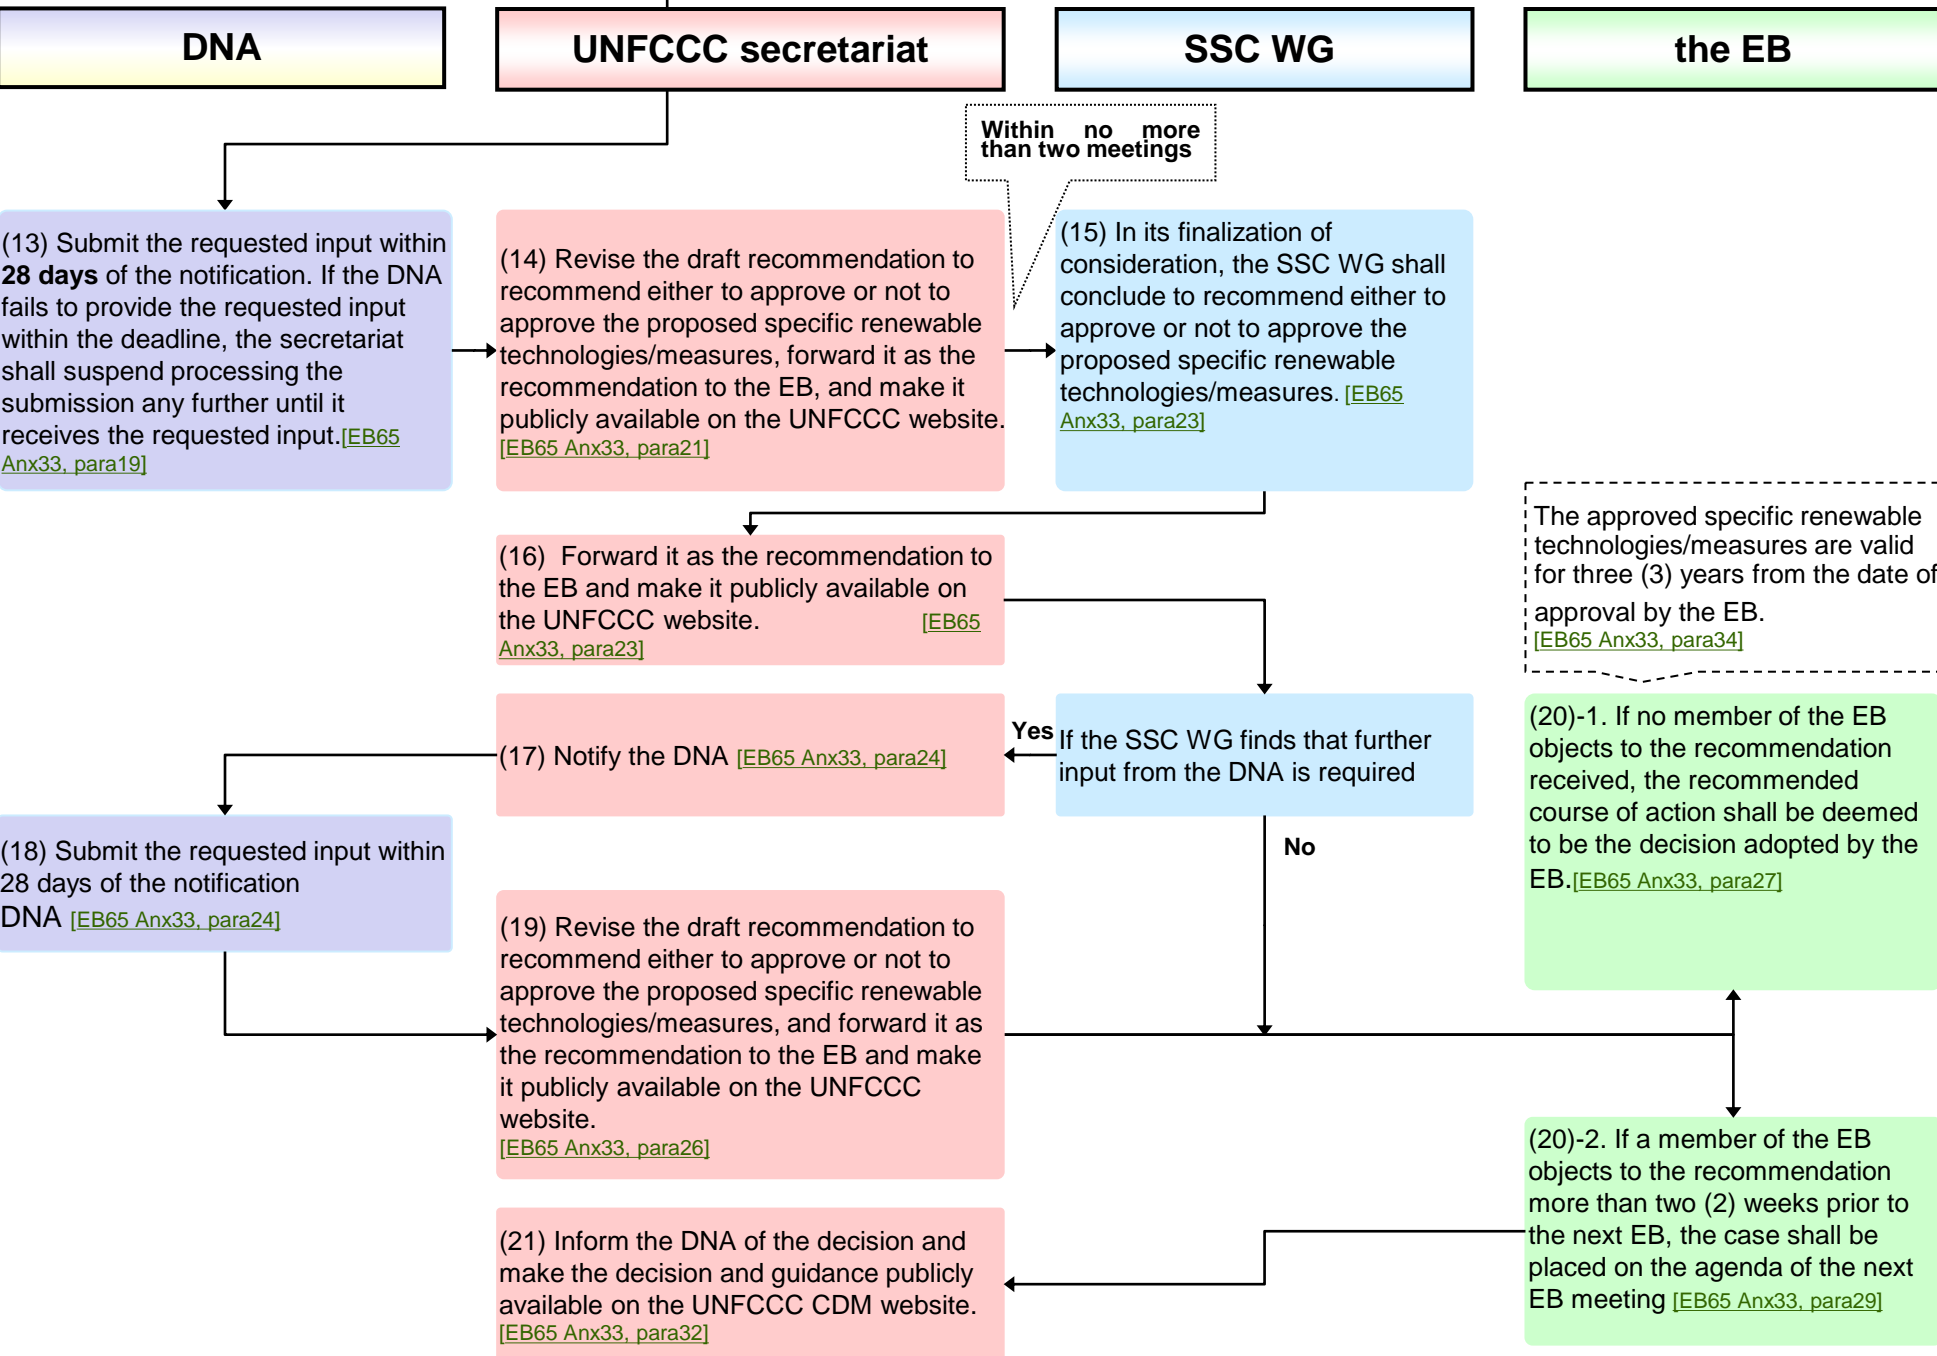 DNA
UNFCCC secretariat
SSC WG
the EB
Within no more
than two meetings
(13) Submit the requested input within
28 days of the notification. If the DNA
fails to provide the requested input
within the deadline, the secretariat
shall suspend processing the
submission any further until it
receives the requested input.[EB65
Anx33, para19]
(14) Revise the draft recommendation to
recommend either to approve or not to
approve the proposed specific renewable
technologies/measures, forward it as the
recommendation to the EB, and make it
publicly available on the UNFCCC website.
[EB65 Anx33, para21]
(15) In its finalization of
consideration, the SSC WG shall
conclude to recommend either to
approve or not to approve the
proposed specific renewable
technologies/measures. [EB65
Anx33, para23]
(16) Forward it as the recommendation to
the EB and make it publicly available on
the UNFCCC website. [EB65
Anx33, para23]
The approved specific renewable
technologies/measures are valid
for three (3) years from the date of
approval by the EB.
[EB65 Anx33, para34]
(17) Notify the DNA [EB65 Anx33, para24]
Yes
If the SSC WG finds that further
input from the DNA is required
No
(18) Submit the requested input within
28 days of the notification
DNA [EB65 Anx33, para24]
(19) Revise the draft recommendation to
recommend either to approve or not to
approve the proposed specific renewable
technologies/measures, and forward it as
the recommendation to the EB and make
it publicly available on the UNFCCC
website.
[EB65 Anx33, para26]
(20)-1. If no member of the EB
objects to the recommendation
received, the recommended
course of action shall be deemed
to be the decision adopted by the
EB.[EB65 Anx33, para27]
(20)-2. If a member of the EB
objects to the recommendation
more than two (2) weeks prior to
the next EB, the case shall be
placed on the agenda of the next
EB meeting [EB65 Anx33, para29]
(21) Inform the DNA of the decision and
make the decision and guidance publicly
available on the UNFCCC CDM website.
[EB65 Anx33, para32]